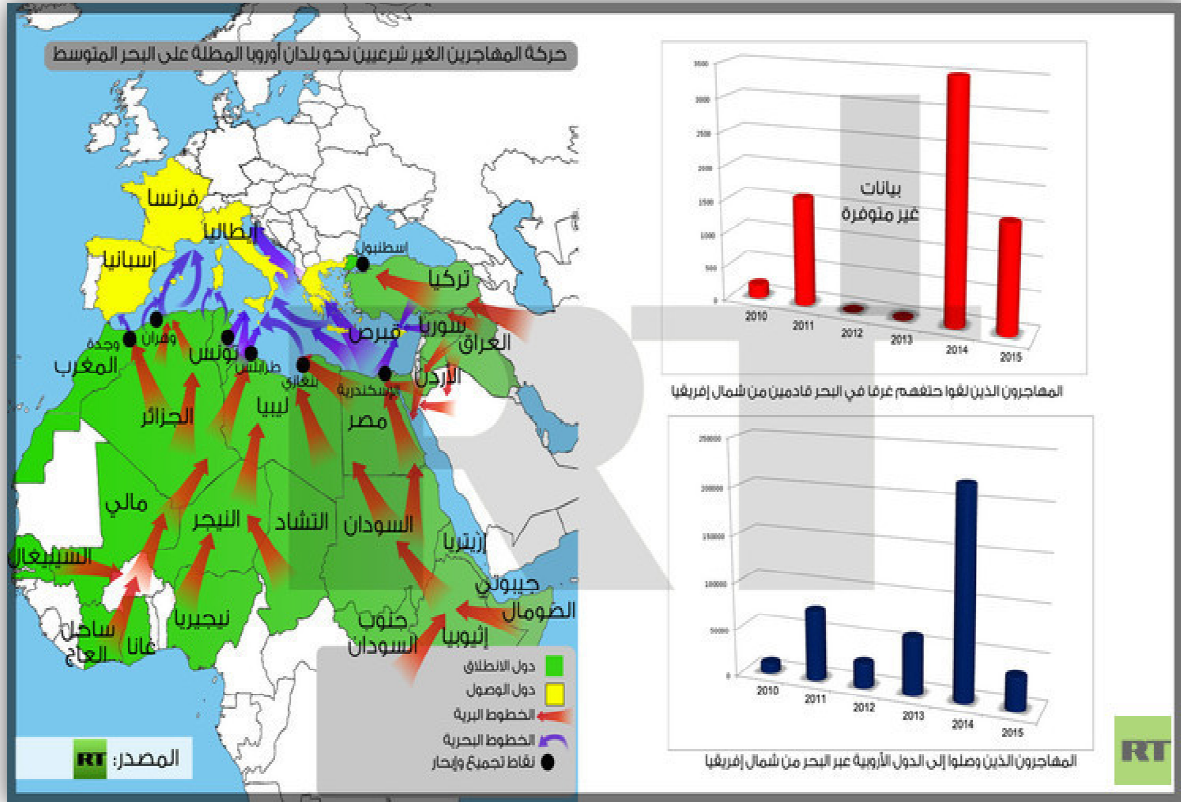 حركة المهاجرين الغير شرعيين نحو بلدان أوروبا المطلة على البحر المتوسط
فرنسا
إيطاليا
إسبانيا
اسطنبول
تركيا
قبرص
سوريا
العراق
وجدة
وهران
تونس
طرابلس
بنغازي
الإسكندرية
الأردن
المغرب
الجزائر
ليبيا
مصر
مالي
النيجر
التشاد
السودان
إريتريا
السينيغال
جيبوتي
الصومال
ساحل
العاج
غانا
نيجيريا
جنوب
السودان
إثيوبيا
دول الانطلاق
دول الوصول
الخطوط البرية
الخطوط البحرية
نقاط تجميع وإبحار
المصدر: RT
3500
3000
2500
2000
1500
1000
500
0
بيانات
غير متوفرة
2010
2011
2012
2013
2014
2015
المهاجرون الذين لقوا حتفهم غرقا في البحر قادمين من شمال إفريقيا
250000
200000
150000
100000
50000
0
2010
2011
2012
2013
2014
2015
المهاجرون الذين وصلوا إلى الدول الأروبية عبر البحر من شمال إفريقيا
RT
RT